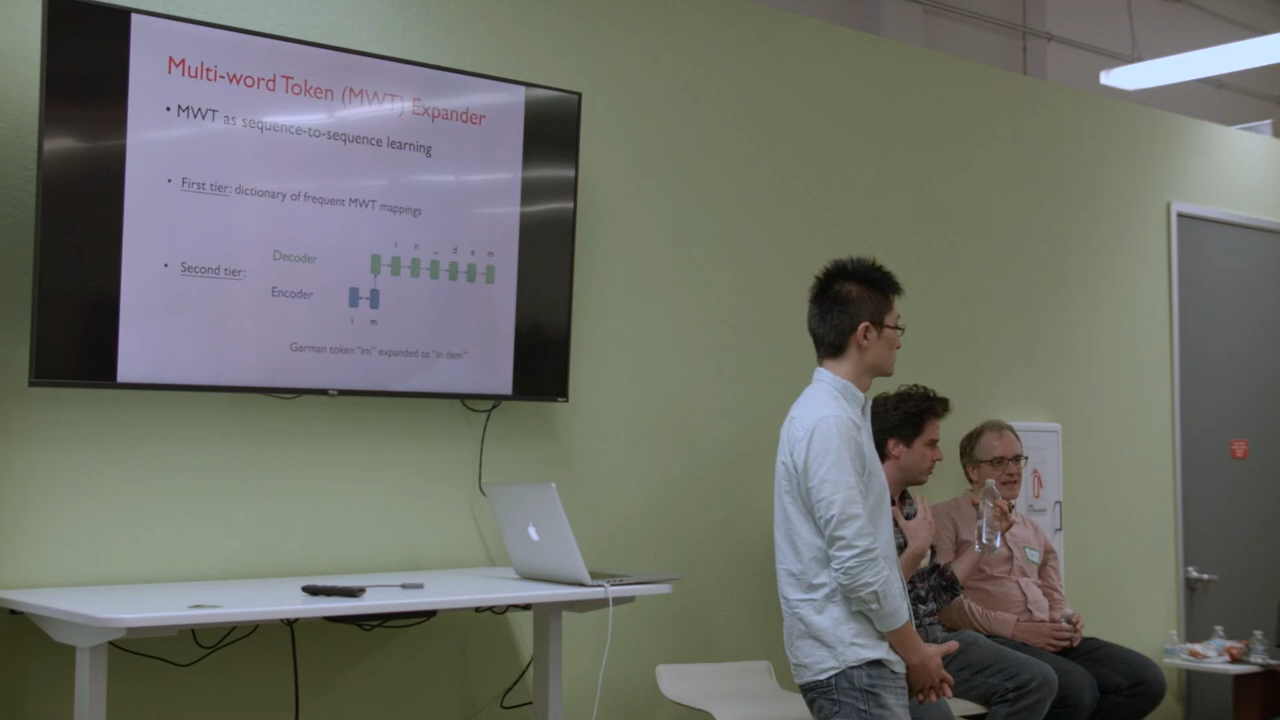 Multi-word Token (MWT) Expander
• MWT as sequence-to-sequence learning
• First tier: dictionary of frequent MWT mappings
i n _ d e m
Decoder
• Second tier:
Encoder
i m
German token "im" expanded to "in dem"